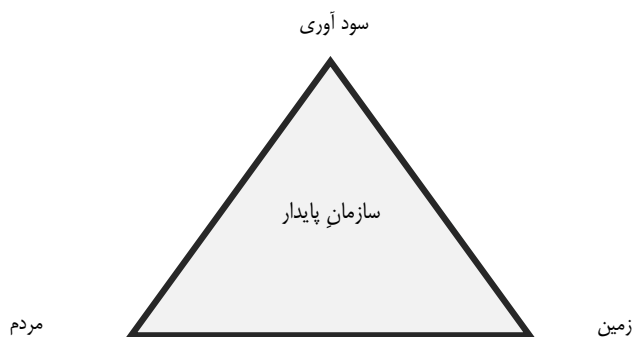 سود آوری
سازمانِ پایدار
زمین
مردم